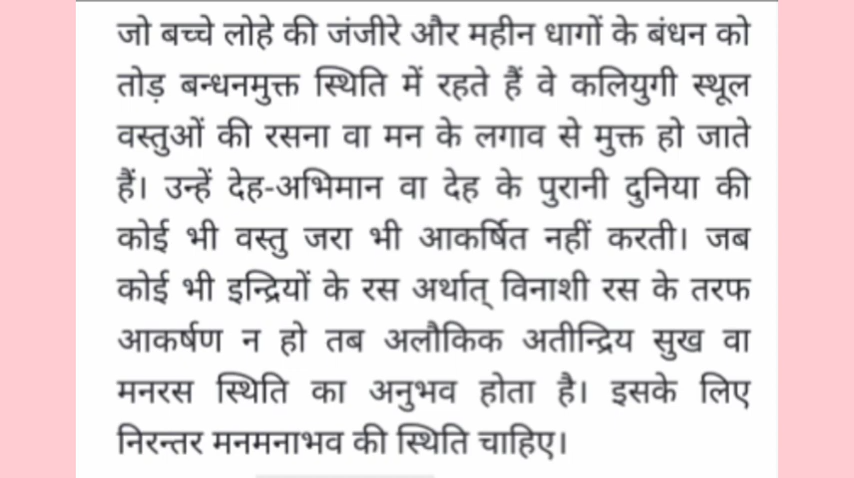 जो बच्चे लोहे की जंजीरे और महीन धागों के बंधन को
तोड़ बन्धनमुक्त स्थिति में रहते हैं वे कलियुगी स्थूल
वस्तुओं की रसना वा मन के लगाव से मुक्त हो जाते
हैं। उन्हें देह-अभिमान वा देह के पुरानी दुनिया की
कोई भी वस्तु जरा भी आकर्षित नहीं करती। जब
कोई भी इन्द्रियों के रस अर्थात् विनाशी रस के तरफ
आकर्षण न हो तब अलौकिक अतीन्द्रिय सुख वा
मनरस स्थिति का अनुभव होता है। इसके लिए
निरन्तर मनमनाभव की स्थिति चाहिए।